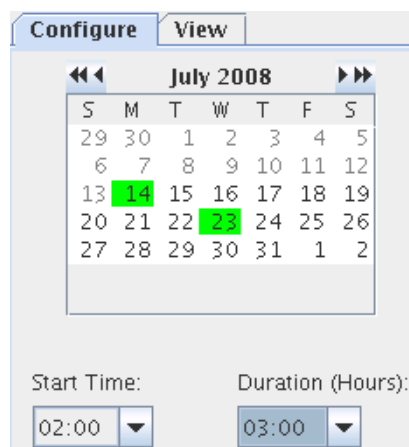 Configure View
July 2008
S M T W T F S
29 30 1 2 3 4 5
6 7 8 9 10 11 12
13 14 15 16 17 18 19
20 21 22 23 24 25 26
27 28 29 30 31 1 2
Start Time: Duration (Hours):
02:00 03:00